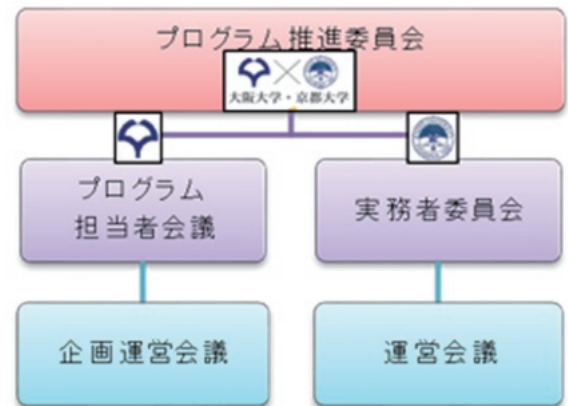 プログラム推進委員会
大阪大学・京都大学
プログラム
担当者会議
実務者委員会
企画運営会議
運営会議